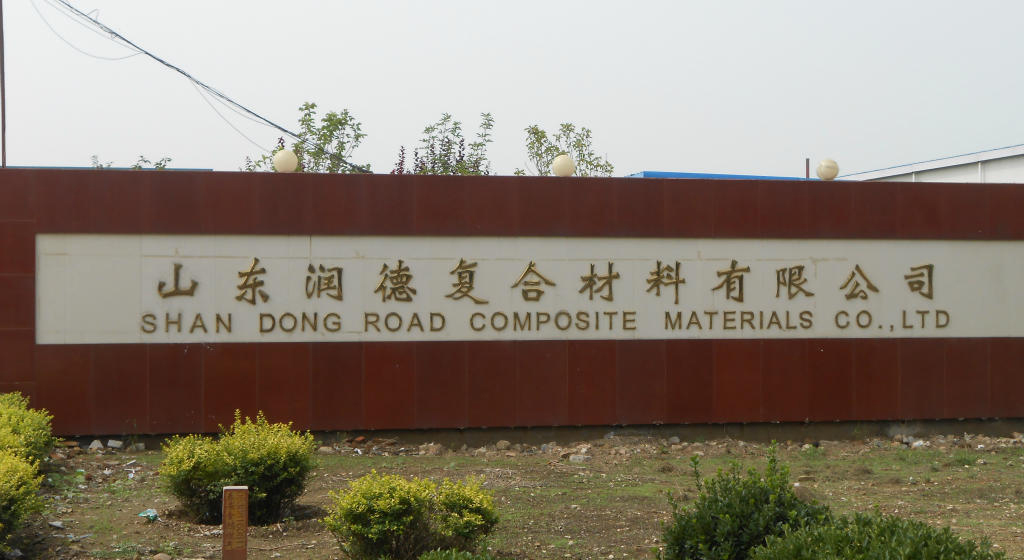 山东润德复合材料有限公司
SHAN DONG ROAD COMPOSITE MATERIALS CO.,LTD